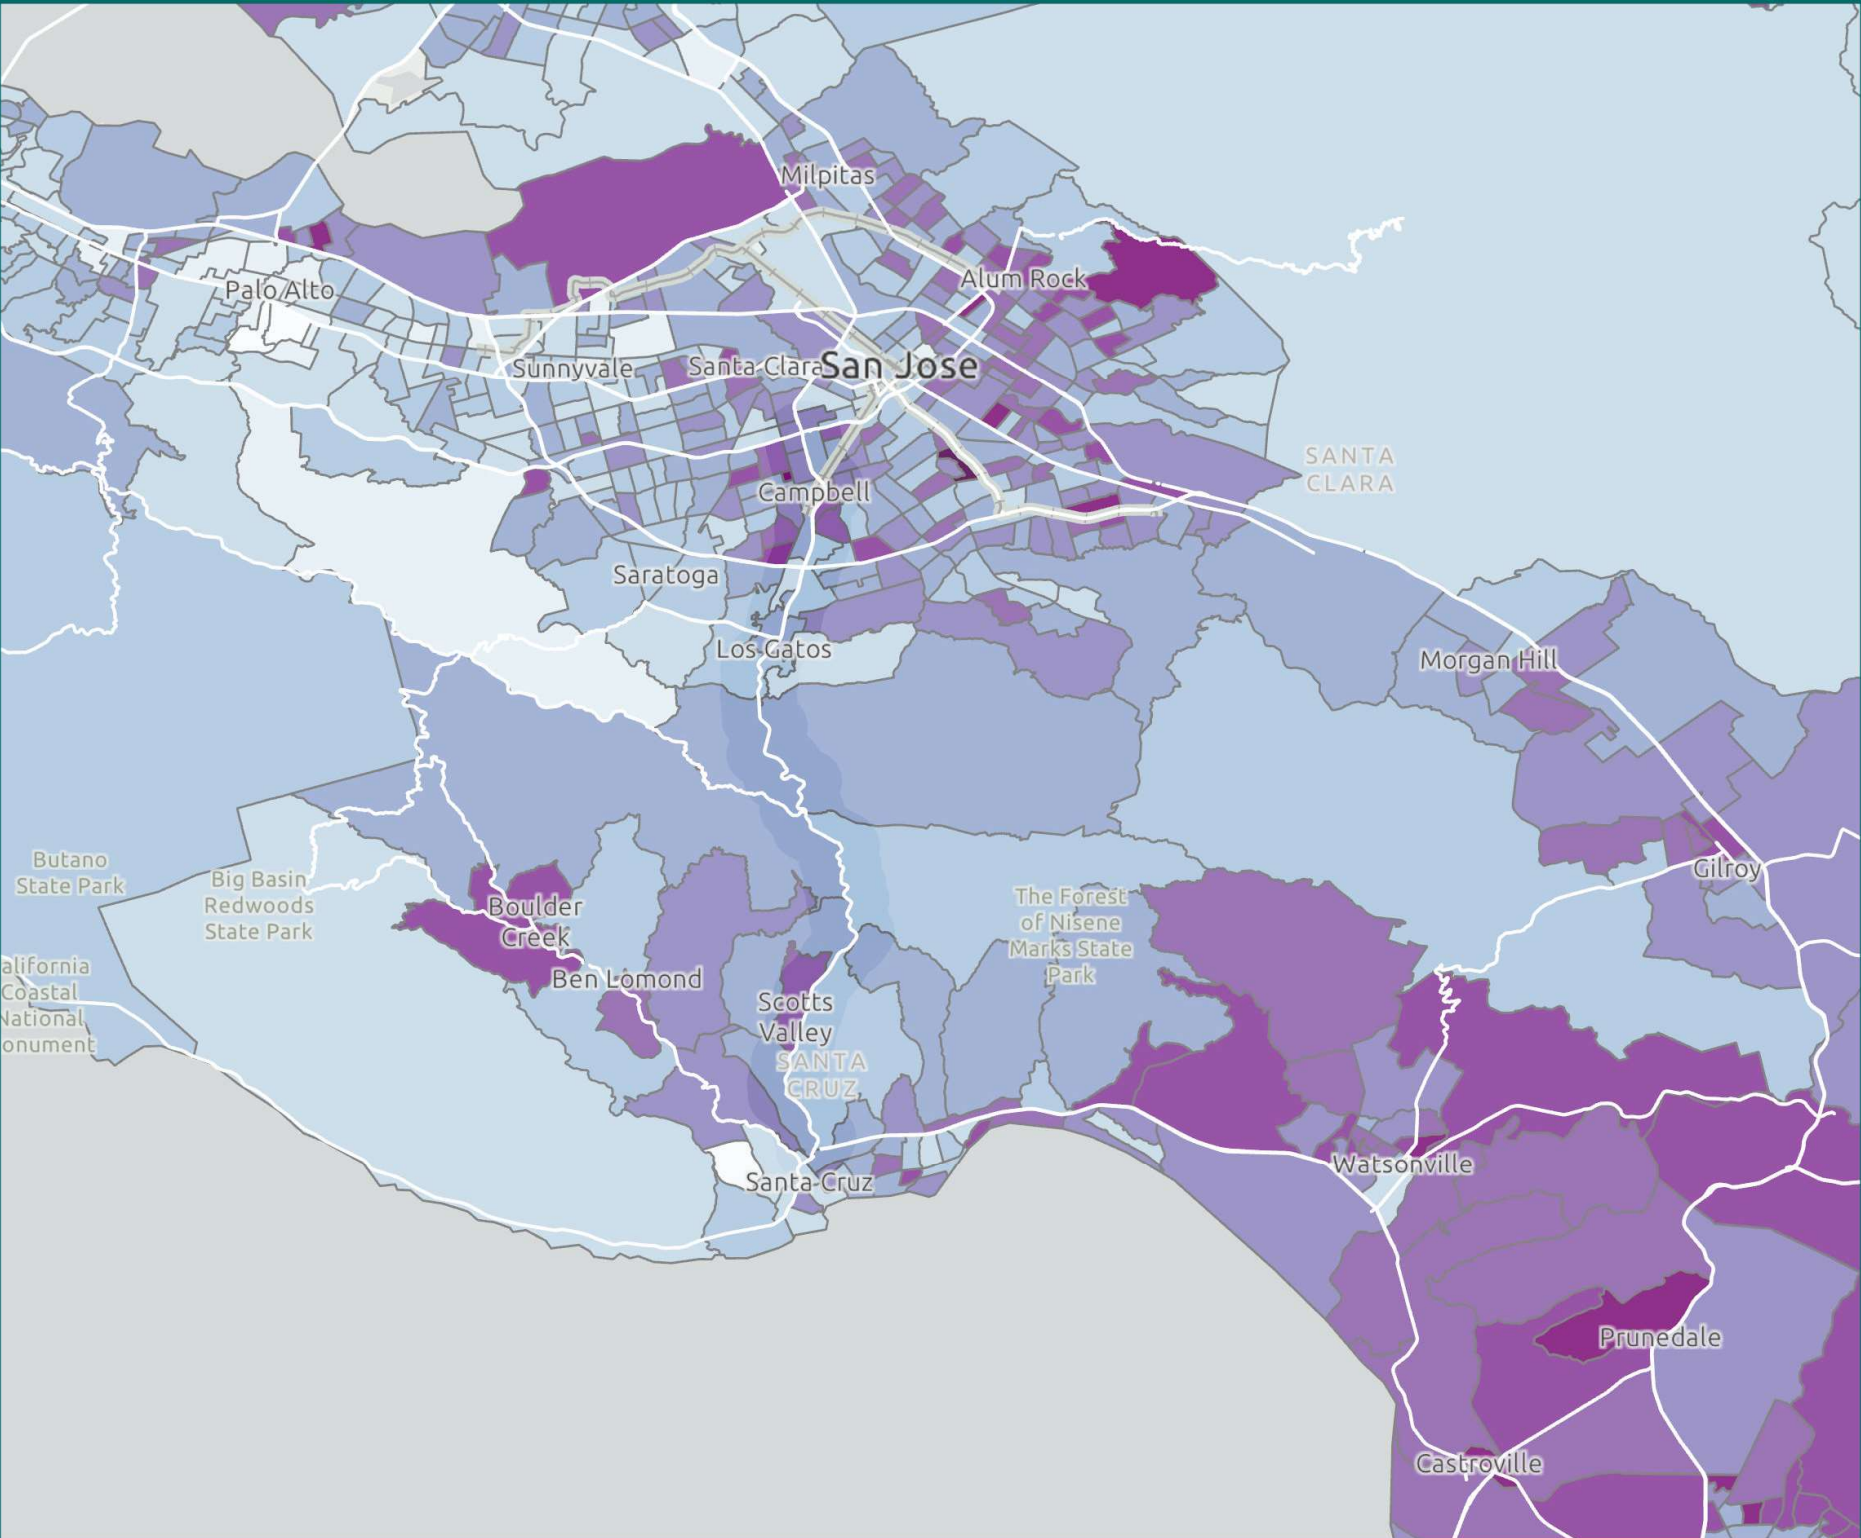 Milpitas
Alum Rock
Palo Alto
Sunnyvale
Santa Clara
San Jose
SANTA
CLARA
Campbell
Saratoga
Los Gatos
Morgan Hill
Butano
State Park
Big Basin
Redwoods
State Park
Boulder
Creek
The Forest
of Nisene
Marks State
Park
Gilroy
alifornia
Coastal
National
onument
Ben Lomond
Scotts
Valley
SANTA
CRUZ
Watsonville
Santa Cruz
Prunedale
Castroville